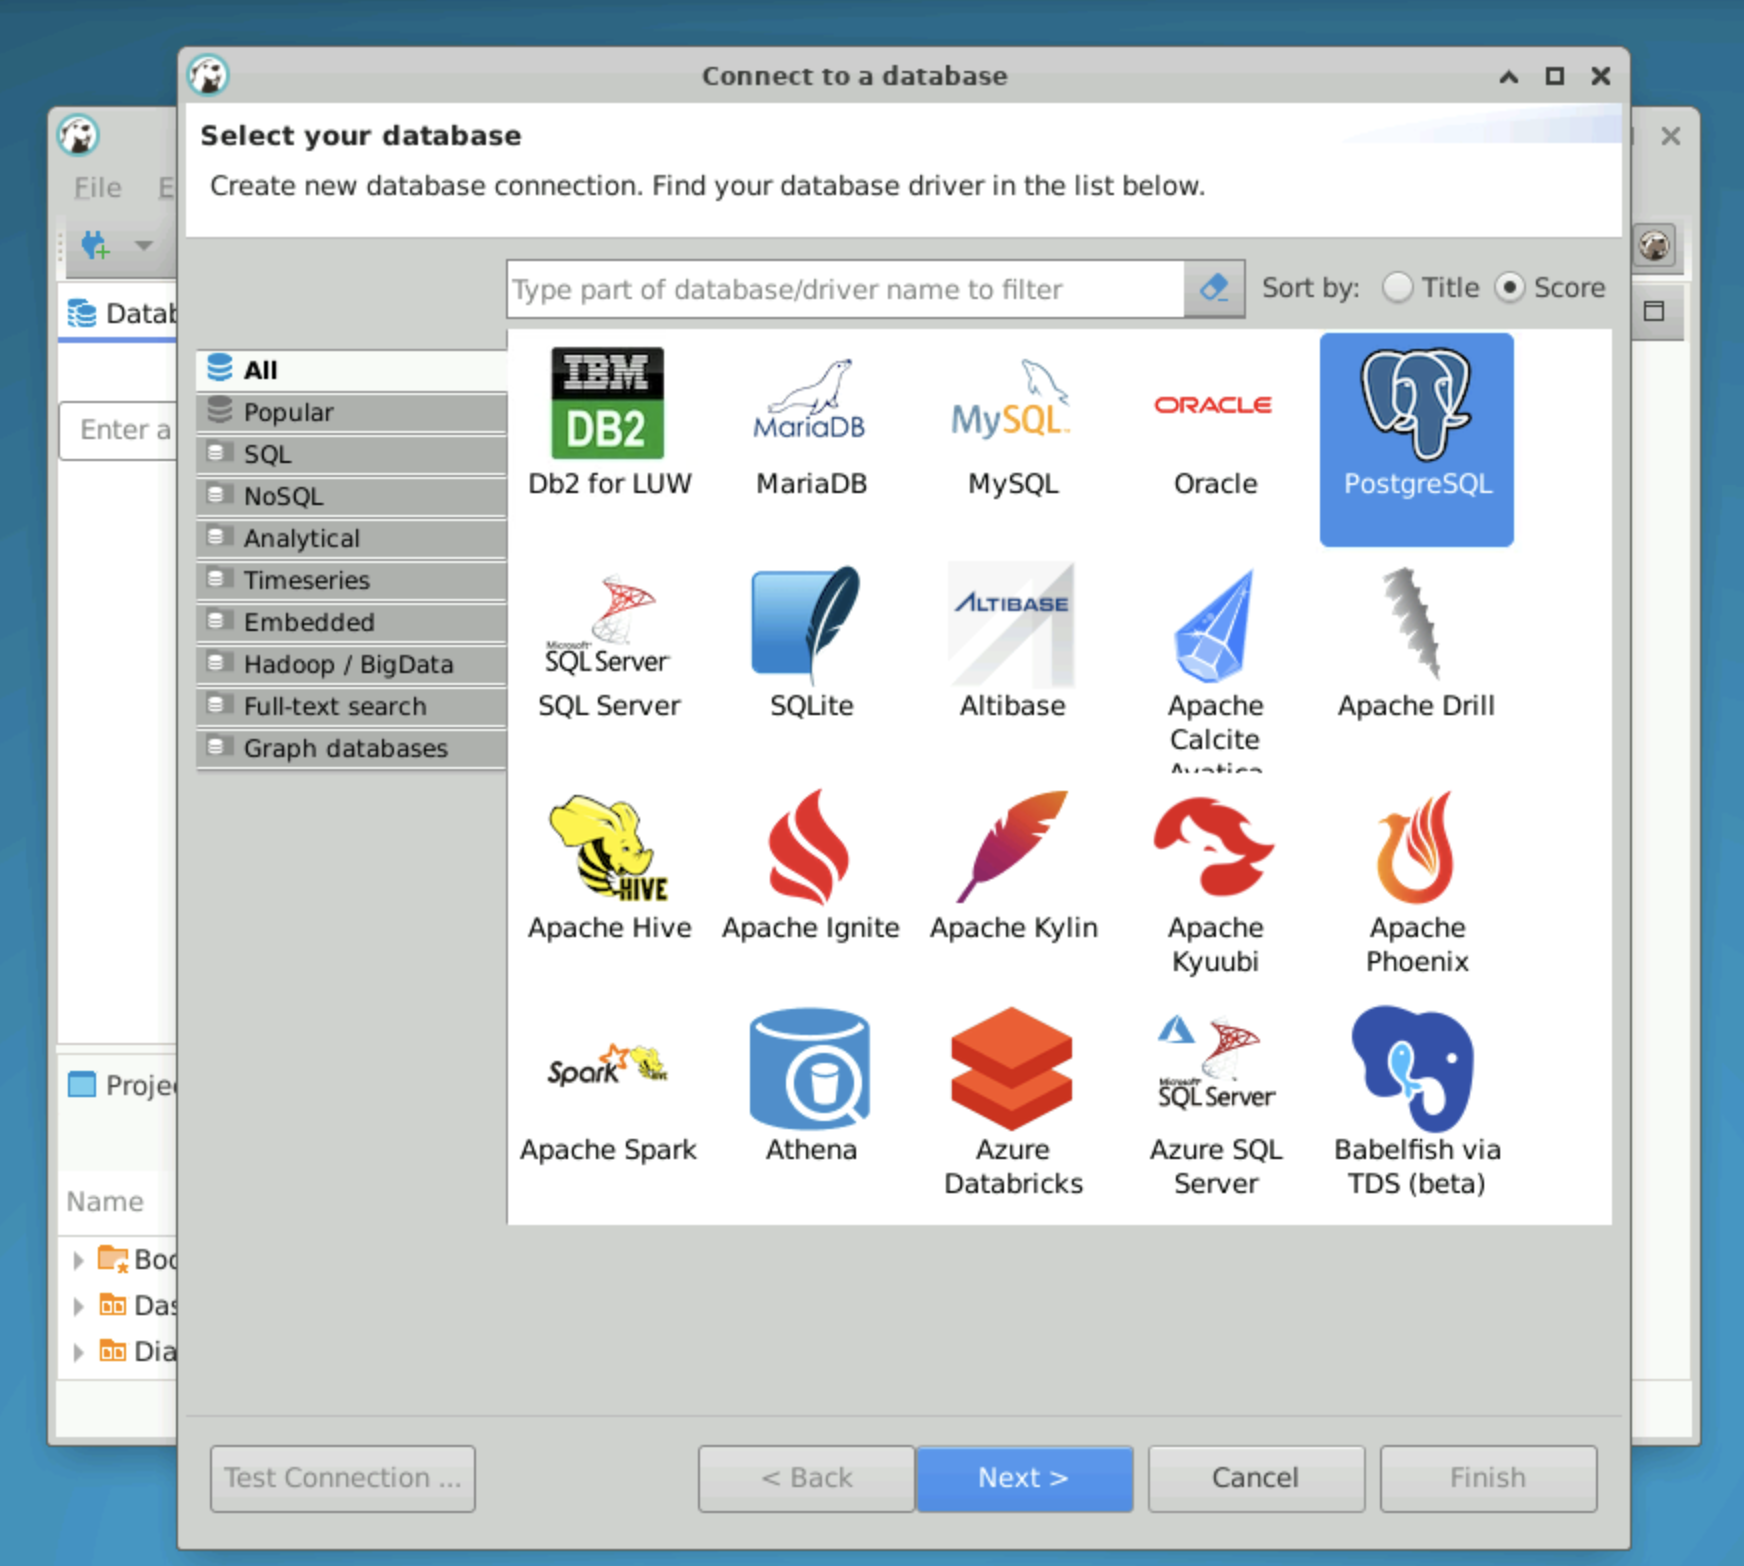 Connect to a database
Select your database
Create new database connection. Find your database driver in the list below.
File E
Type part of database/driver name to filter
Sort by: Title Score
Datab
Enter a
All
Popular
SQL
NoSQL
Analytical
Timeseries
Embedded
Hadoop / BigData
Full-text search
Graph databases
IBM
DB2
MariaDB
MySQL
ORACLE
Db2 for LUW MariaDB MySQL Oracle PostgreSQL
Microsoft
SQL Server
ALTIBASE
SQL Server SQLite Altibase Apache Calcite Avatica Apache Drill
HIVE
Apache Hive Apache Ignite Apache Kylin Apache Kyuubi Apache Phoenix
Spark
HIVE
Microsoft
SQL Server
Apache Spark Athena Azure Databricks Azure SQL Server Babelfish via TDS (beta)
Projec
Name
Boo
Das
Dia
Test Connection ... < Back Next > Cancel Finish